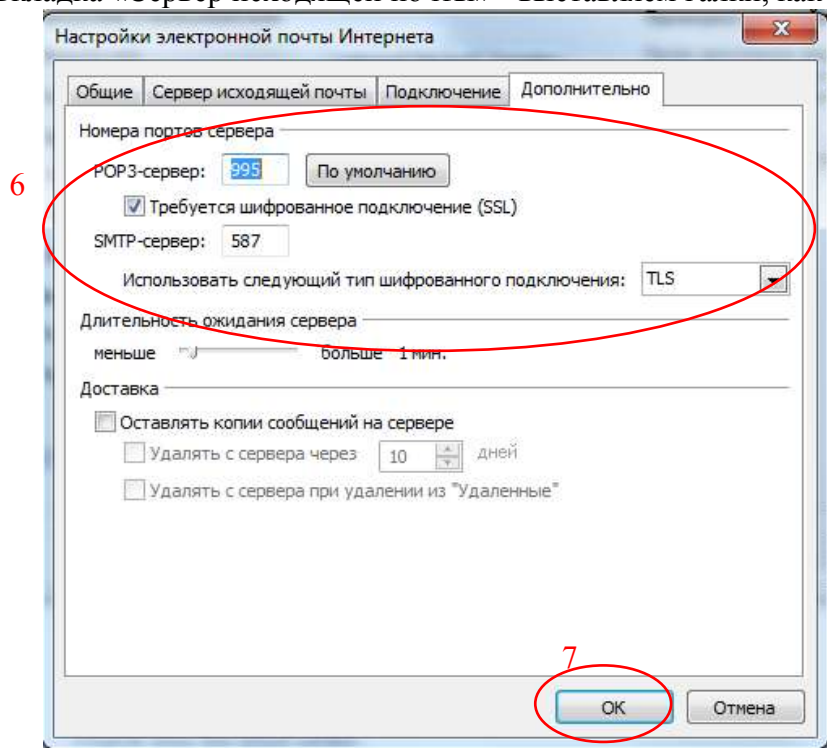 Настройки электронной почты Интернета
Общие Сервер исходящей почты Подключение Дополнительно
Номера портов сервера
6
POP3-сервер: 995 По умолчанию
Требуется шифрованное подключение (SSL)
SMTP-сервер: 587
Использовать следующий тип шифрованного подключения: TLS
Длительность ожидания сервера
меньше больше 1 мин.
Доставка
Оставлять копии сообщений на сервере
Удалять с сервера через 10 дней
Удалять с сервера при удалении из "Удаленные"
7
ОК Отмена